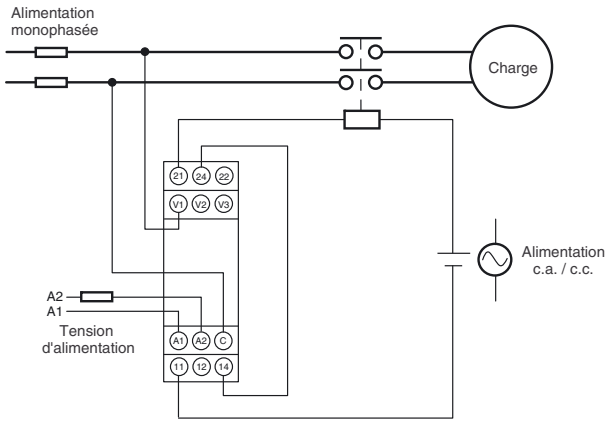 Alimentation
monophasée
Charge
21 24 22
V1 V2 V3
Alimentation
c.a. / c.c.
A2
A1
Tension
d'alimentation
A1 A2 C
11 12 14